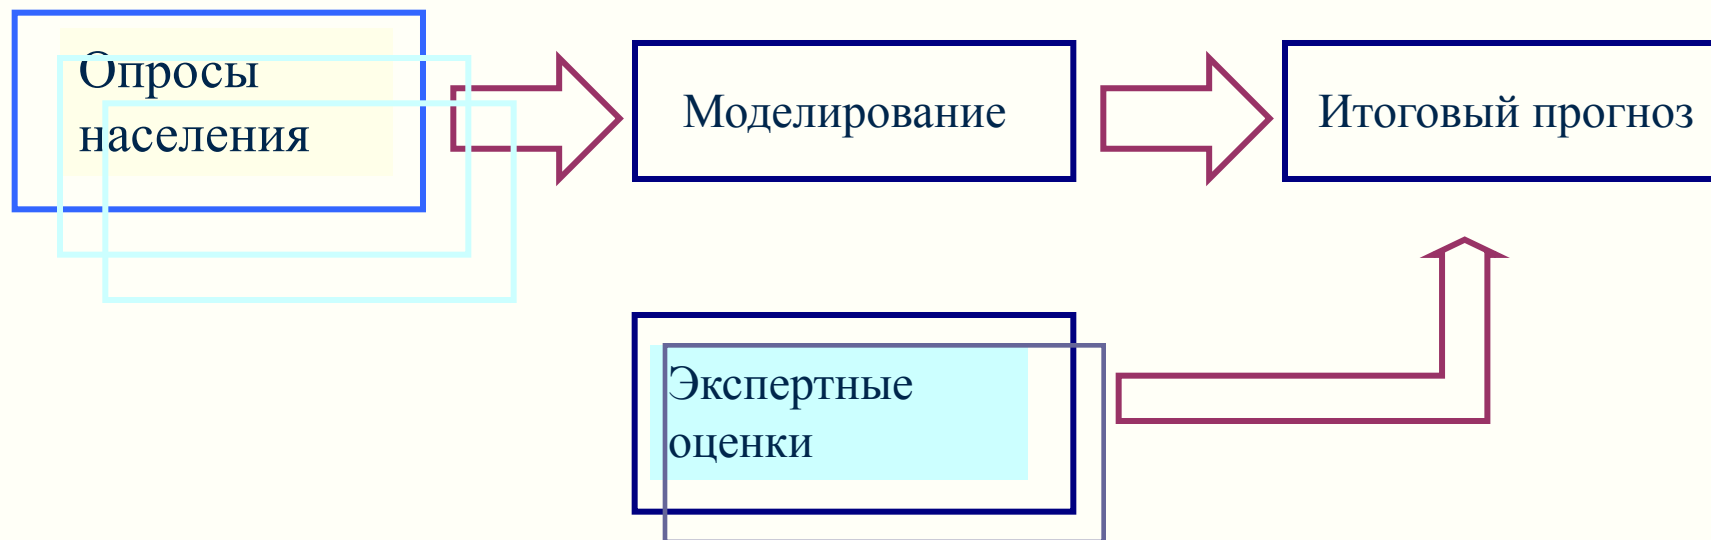 Опросы
населения
Моделирование
Итоговый прогноз
Экспертные
оценки